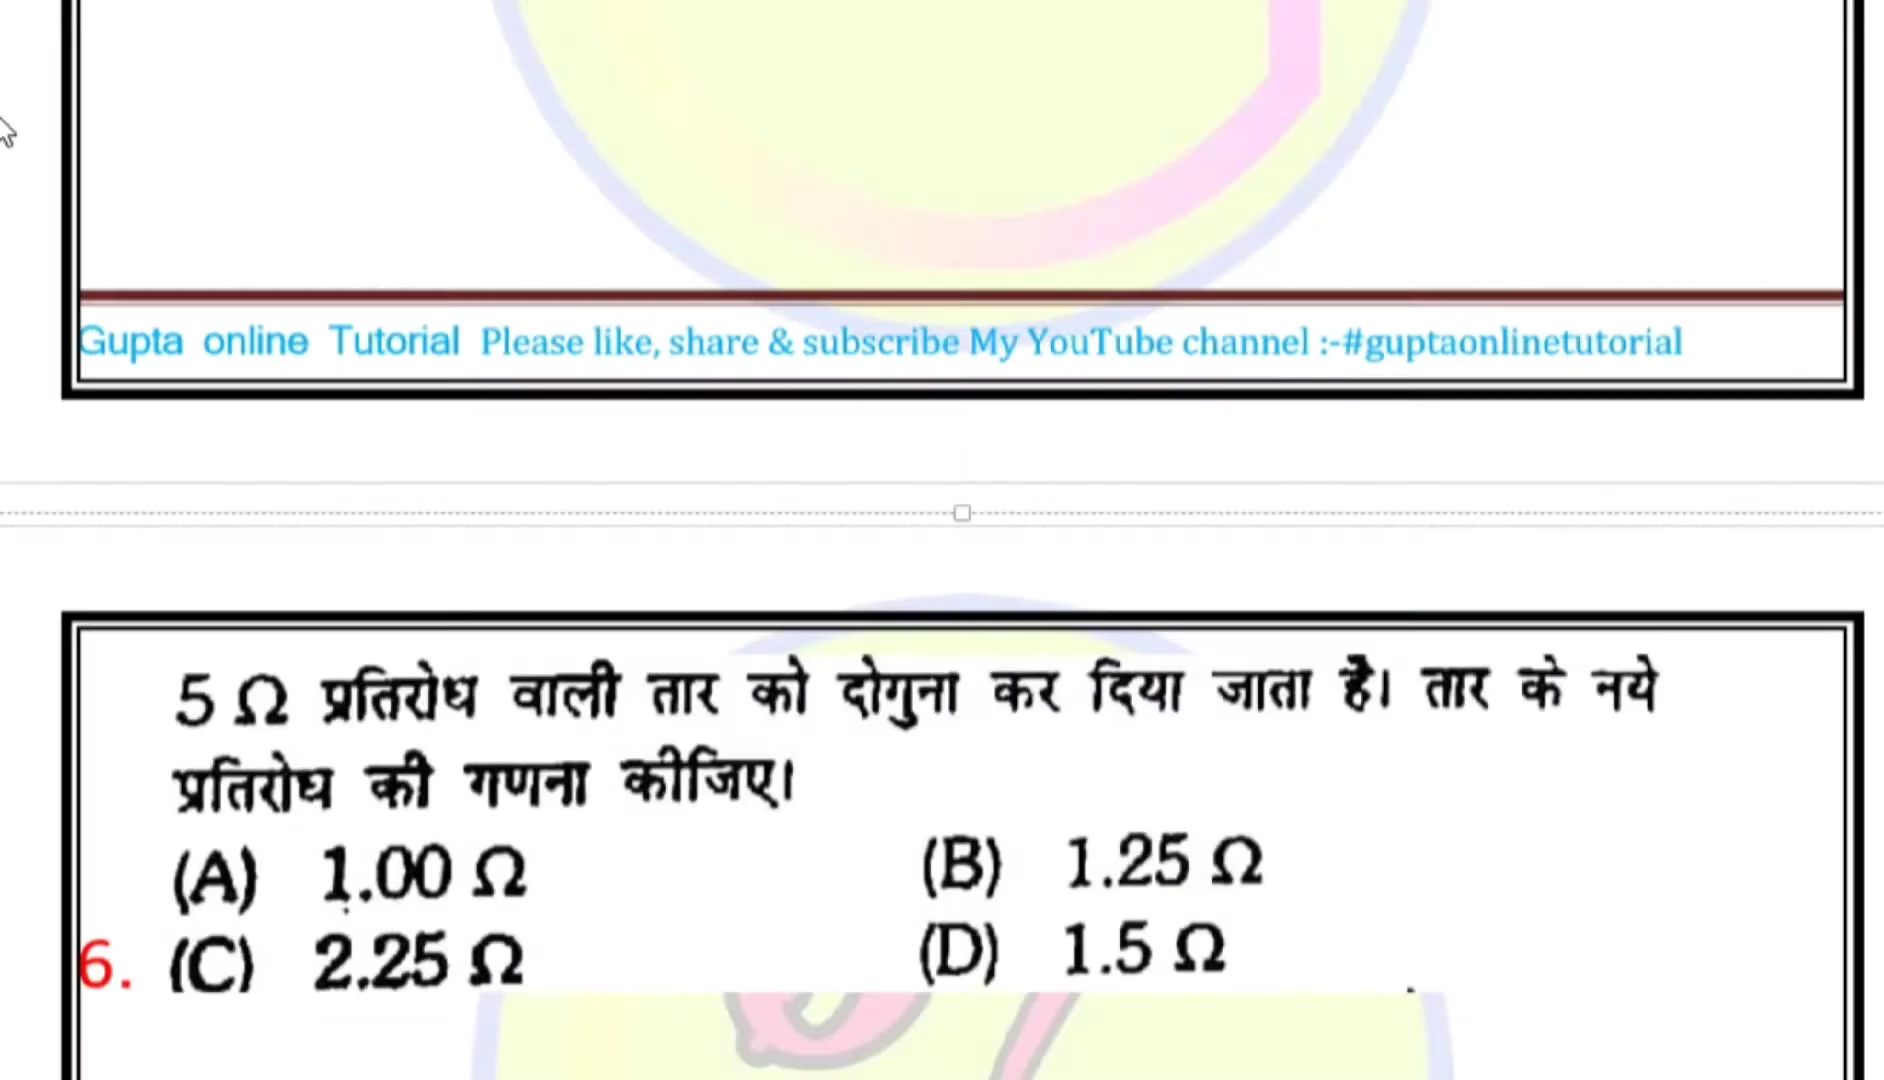 Gupta online Tutorial Please like, share & subscribe My YouTube channel :-#guptaonlinetutorial
5 Ω प्रतिरोध वाली तार को दोगुना कर दिया जाता है। तार के नये
प्रतिरोध की गणना कीजिए।
(A) 1.00 Ω (B) 1.25 Ω
6. (C) 2.25 Ω (D) 1.5 Ω